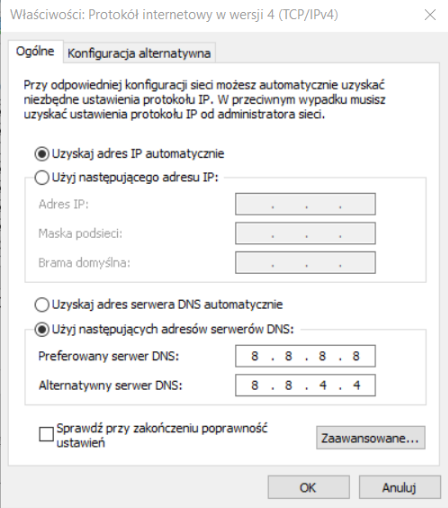 Właściwości: Protokół internetowy w wersji 4 (TCP/IPv4)
Ogólne
Konfiguracja alternatywna
Przy odpowiedniej konfiguracji sieci możesz automatycznie uzyskać
niezbędne ustawienia protokołu IP. W przeciwnym wypadku musisz
uzyskać ustawienia protokołu IP od administratora sieci.
Uzyskaj adres IP automatycznie
Użyj następującego adresu IP:
Adres IP: . . .
Maska podsieci: . . .
Brama domyślna: . . .
Uzyskaj adres serwera DNS automatycznie
Użyj następujących adresów serwerów DNS:
Preferowany serwer DNS: 8 . 8 . 8 . 8
Alternatywny serwer DNS: 8 . 8 . 4 . 4
Sprawdź przy zakończeniu poprawność
ustawień
Zaawansowane...
OK
Anuluj